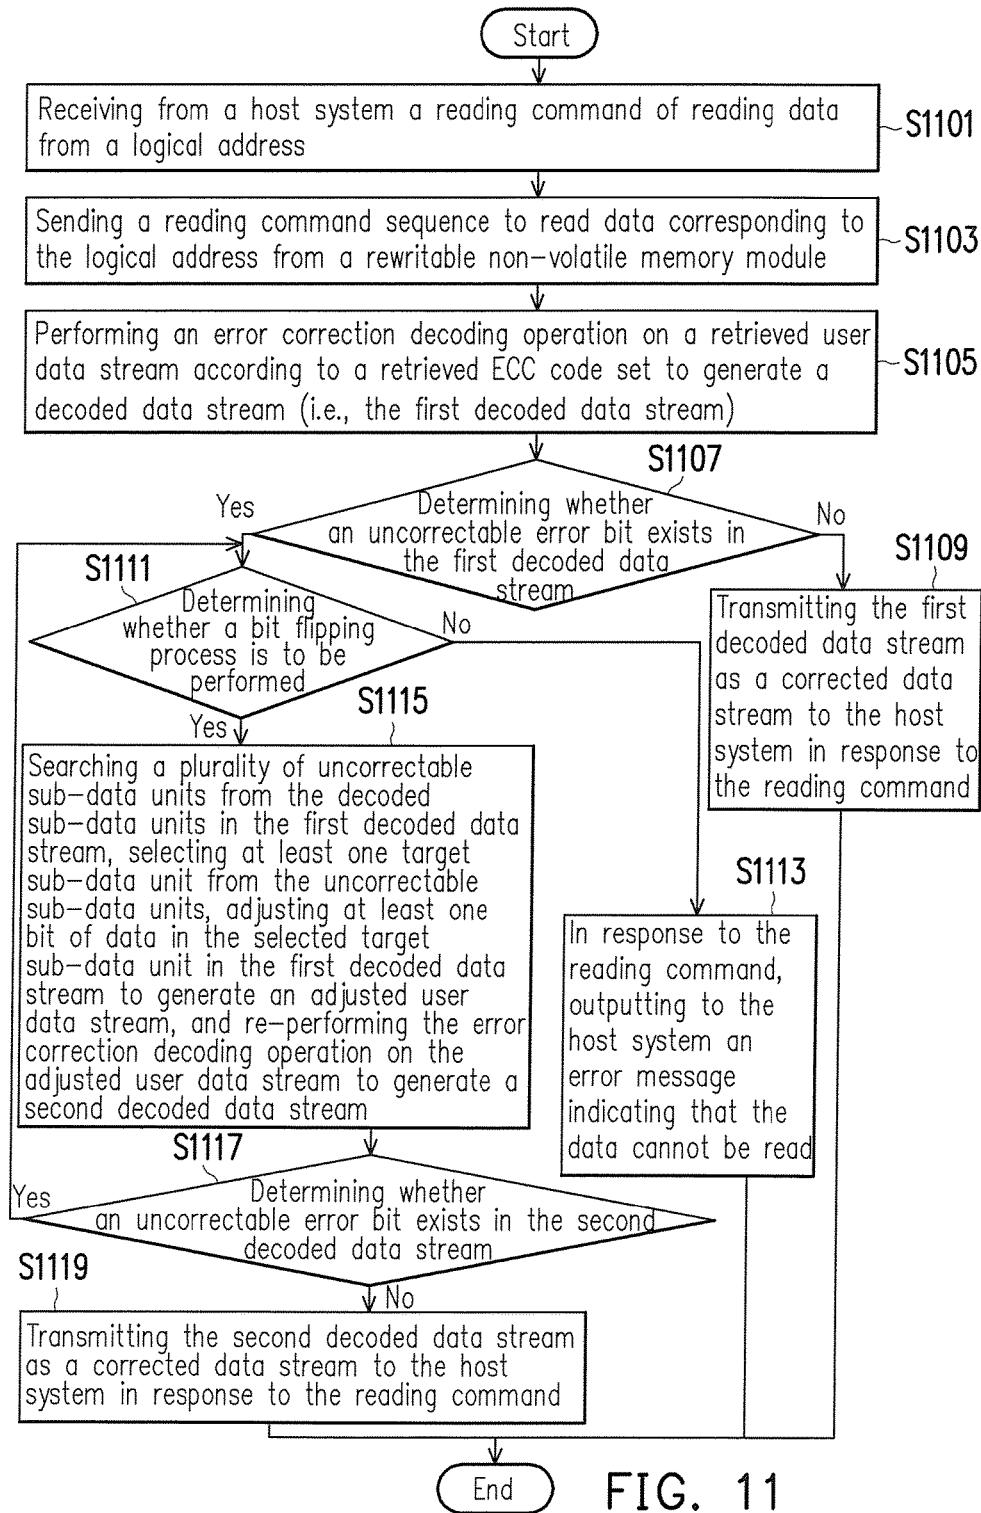 Start
Receiving from a host system a reading command of reading data
from a logical address
S1101
Sending a reading command sequence to read data corresponding to
the logical address from a rewritable non-volatile memory module
S1103
Performing an error correction decoding operation on a retrieved user
data stream according to a retrieved ECC code set to generate a
decoded data stream (i.e., the first decoded data stream)
S1105
S1107
Determining whether
an uncorrectable error bit exists in
the first decoded data
stream
Yes
No
S1109
Transmitting the first
decoded data stream
as a corrected data
stream to the host
system in response to
the reading command
S1111
Determining
whether a bit flipping
process is to be
performed
No
Yes
S1115
Searching a plurality of uncorrectable
sub-data units from the decoded
sub-data units in the first decoded data
stream, selecting at least one target
sub-data unit from the uncorrectable
sub-data units, adjusting at least one
bit of data in the selected target
sub-data unit in the first decoded data
stream to generate an adjusted user
data stream, and re-performing the error
correction decoding operation on the
adjusted user data stream to generate a
second decoded data stream
S1113
In response to the
reading command,
outputting to the
host system an
error message
indicating that the
data cannot be read
S1117
Yes
Determining whether
an uncorrectable error bit exists in the second
decoded data stream
No
S1119
Transmitting the second decoded data stream
as a corrected data stream to the host
system in response to the reading command
End
FIG. 11